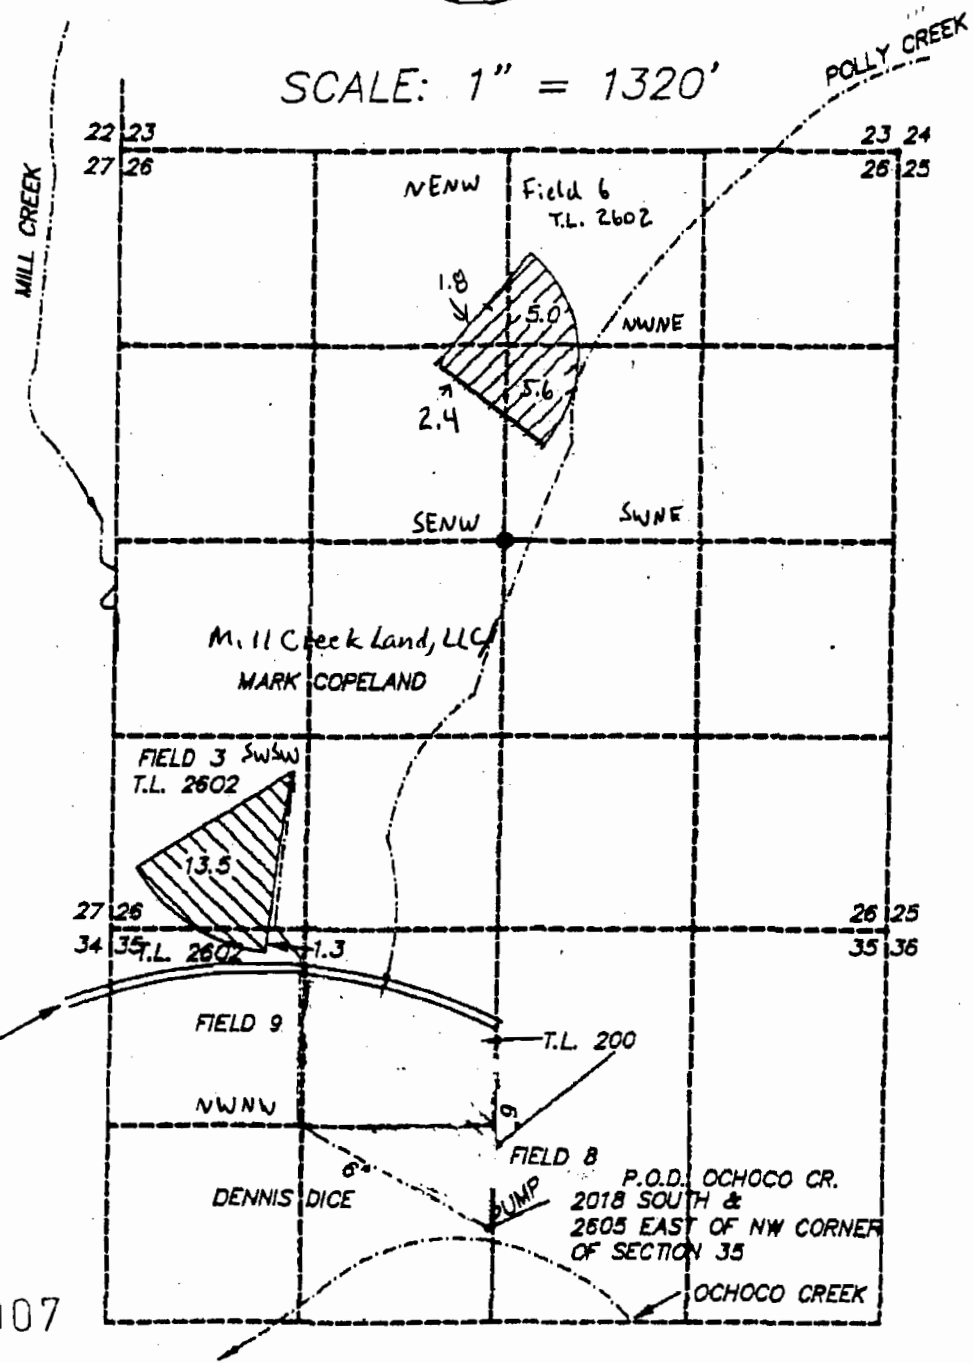 SCALE: 1" = 1320'
POLLY CREEK
22 23
27 26
23 24
26 25
MILL CREEK
NENW
Field 6
T.L. 2602
1.8
5.0
NWNE
5.6
2.4
SENW
SWNE
Mill Creek Land, LLC
MARK COPELAND
FIELD 3 SWSW
T.L. 2602
13.5
27 26
34 35
26 25
35 36
T.L. 2602
1.3
FIELD 9
T.L. 200
NWNW
FIELD 8
6"
DENNIS DICE
PUMP
P.O.D. OCHOCO CR.
2018 SOUTH &
2605 EAST OF NW CORNER
OF SECTION 35
OCHOCO CREEK
07